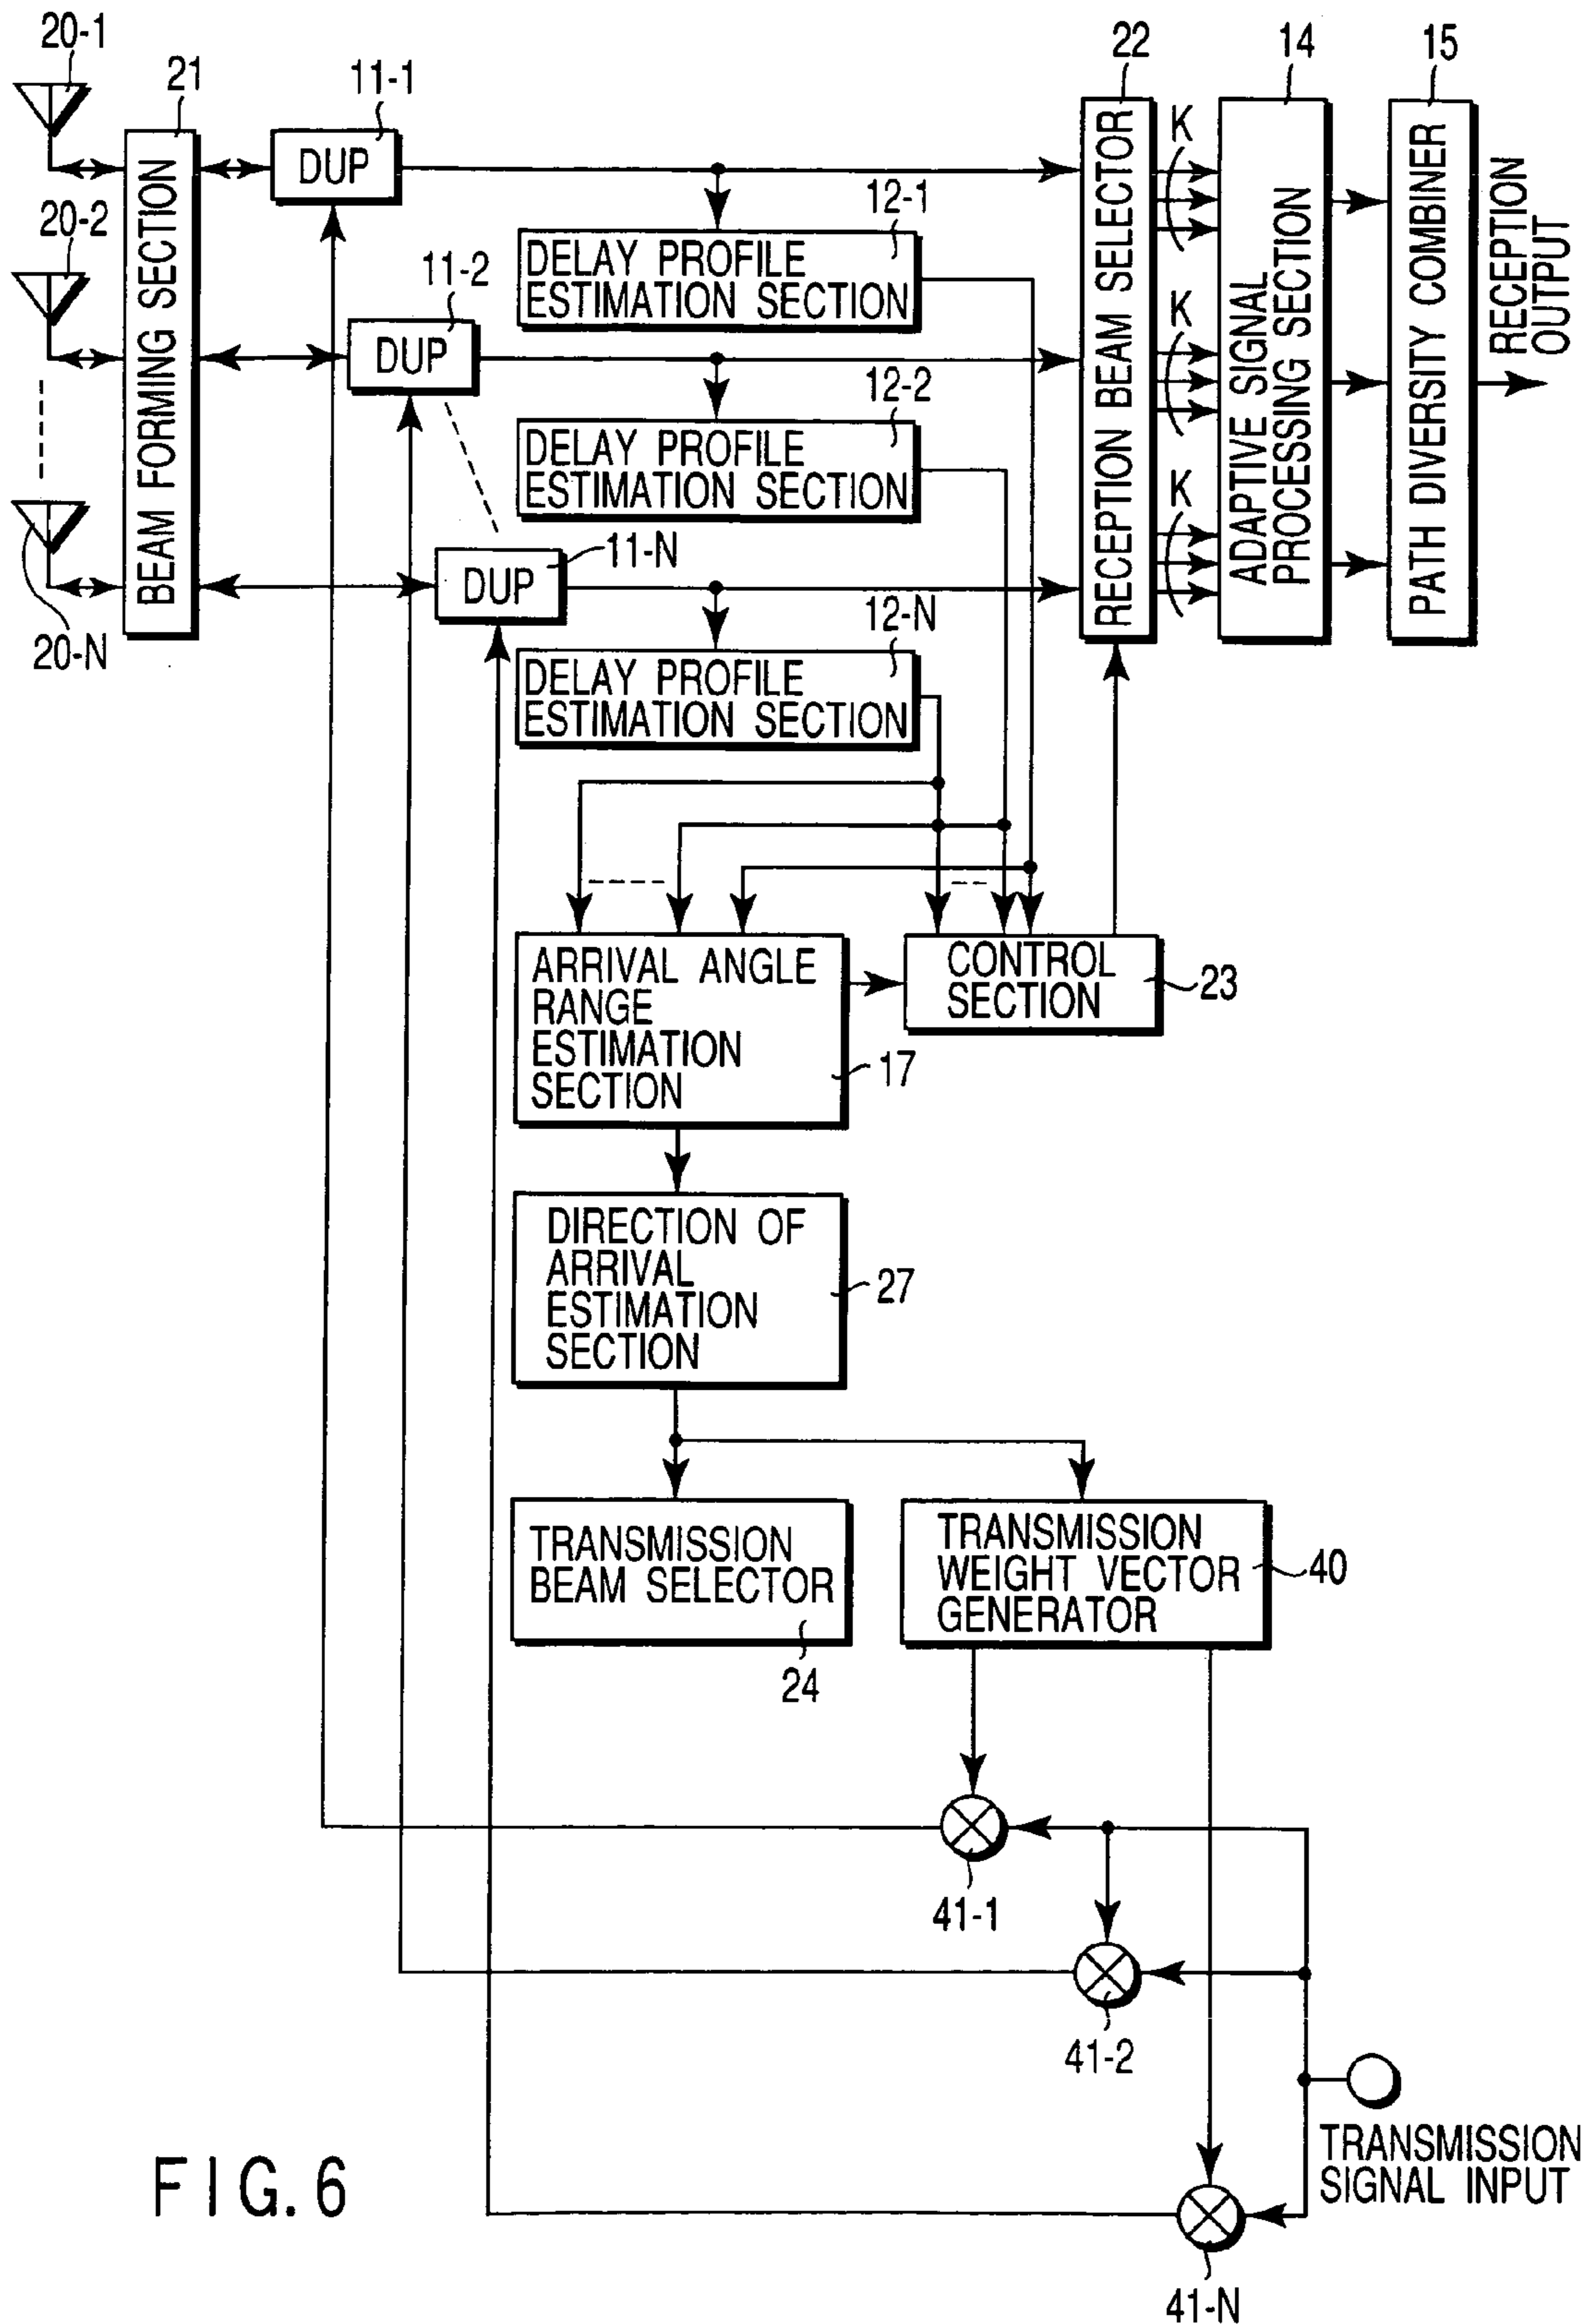 20-1
21
11-1
22
14
15
BEAM FORMING SECTION
DUP
RECEPTION BEAM SELECTOR
K
ADAPTIVE SIGNAL
PROCESSING SECTION
PATH DIVERSITY COMBINER
RECEPTION
OUTPUT
12-1
DELAY PROFILE
ESTIMATION SECTION
20-2
11-2
DUP
K
12-2
DELAY PROFILE
ESTIMATION SECTION
K
20-N
11-N
DUP
12-N
DELAY PROFILE
ESTIMATION SECTION
ARRIVAL ANGLE
RANGE
ESTIMATION
SECTION
17
CONTROL
SECTION
23
DIRECTION OF
ARRIVAL
ESTIMATION
SECTION
27
TRANSMISSION
BEAM SELECTOR
24
TRANSMISSION
WEIGHT VECTOR
GENERATOR
40
41-1
41-2
TRANSMISSION
SIGNAL INPUT
41-N
FIG. 6